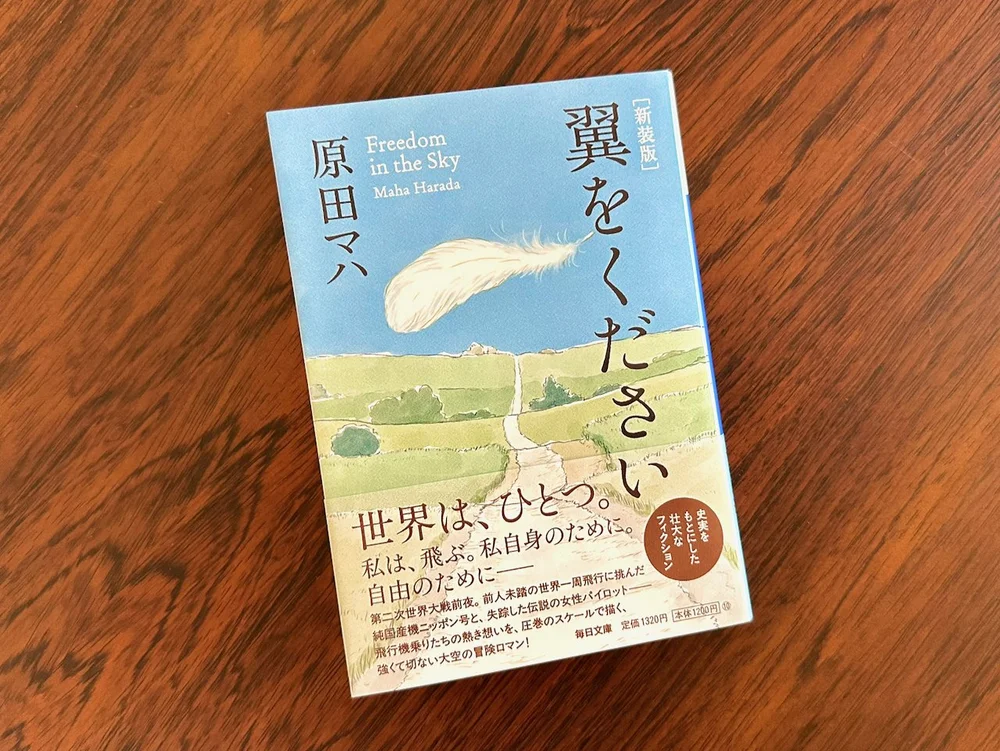 [新装版]
翼をください
Freedom
in the Sky
Maha Harada
原田マハ
世界は、ひとつ。
私は、飛ぶ。私自身のために。
自由のために──
史実を
もとにした
壮大な
フィクション
第二次世界大戦前夜。前人未踏の世界一周飛行に挑んだ
純国産機ニッポン号と、失踪した伝説の女性パイロット──
飛行機乗りたちの熱き想いを、圧巻のスケールで描く、
強くて切ない大空の冒険ロマン!
毎日文庫 定価1320円 本体1200円 ⑩